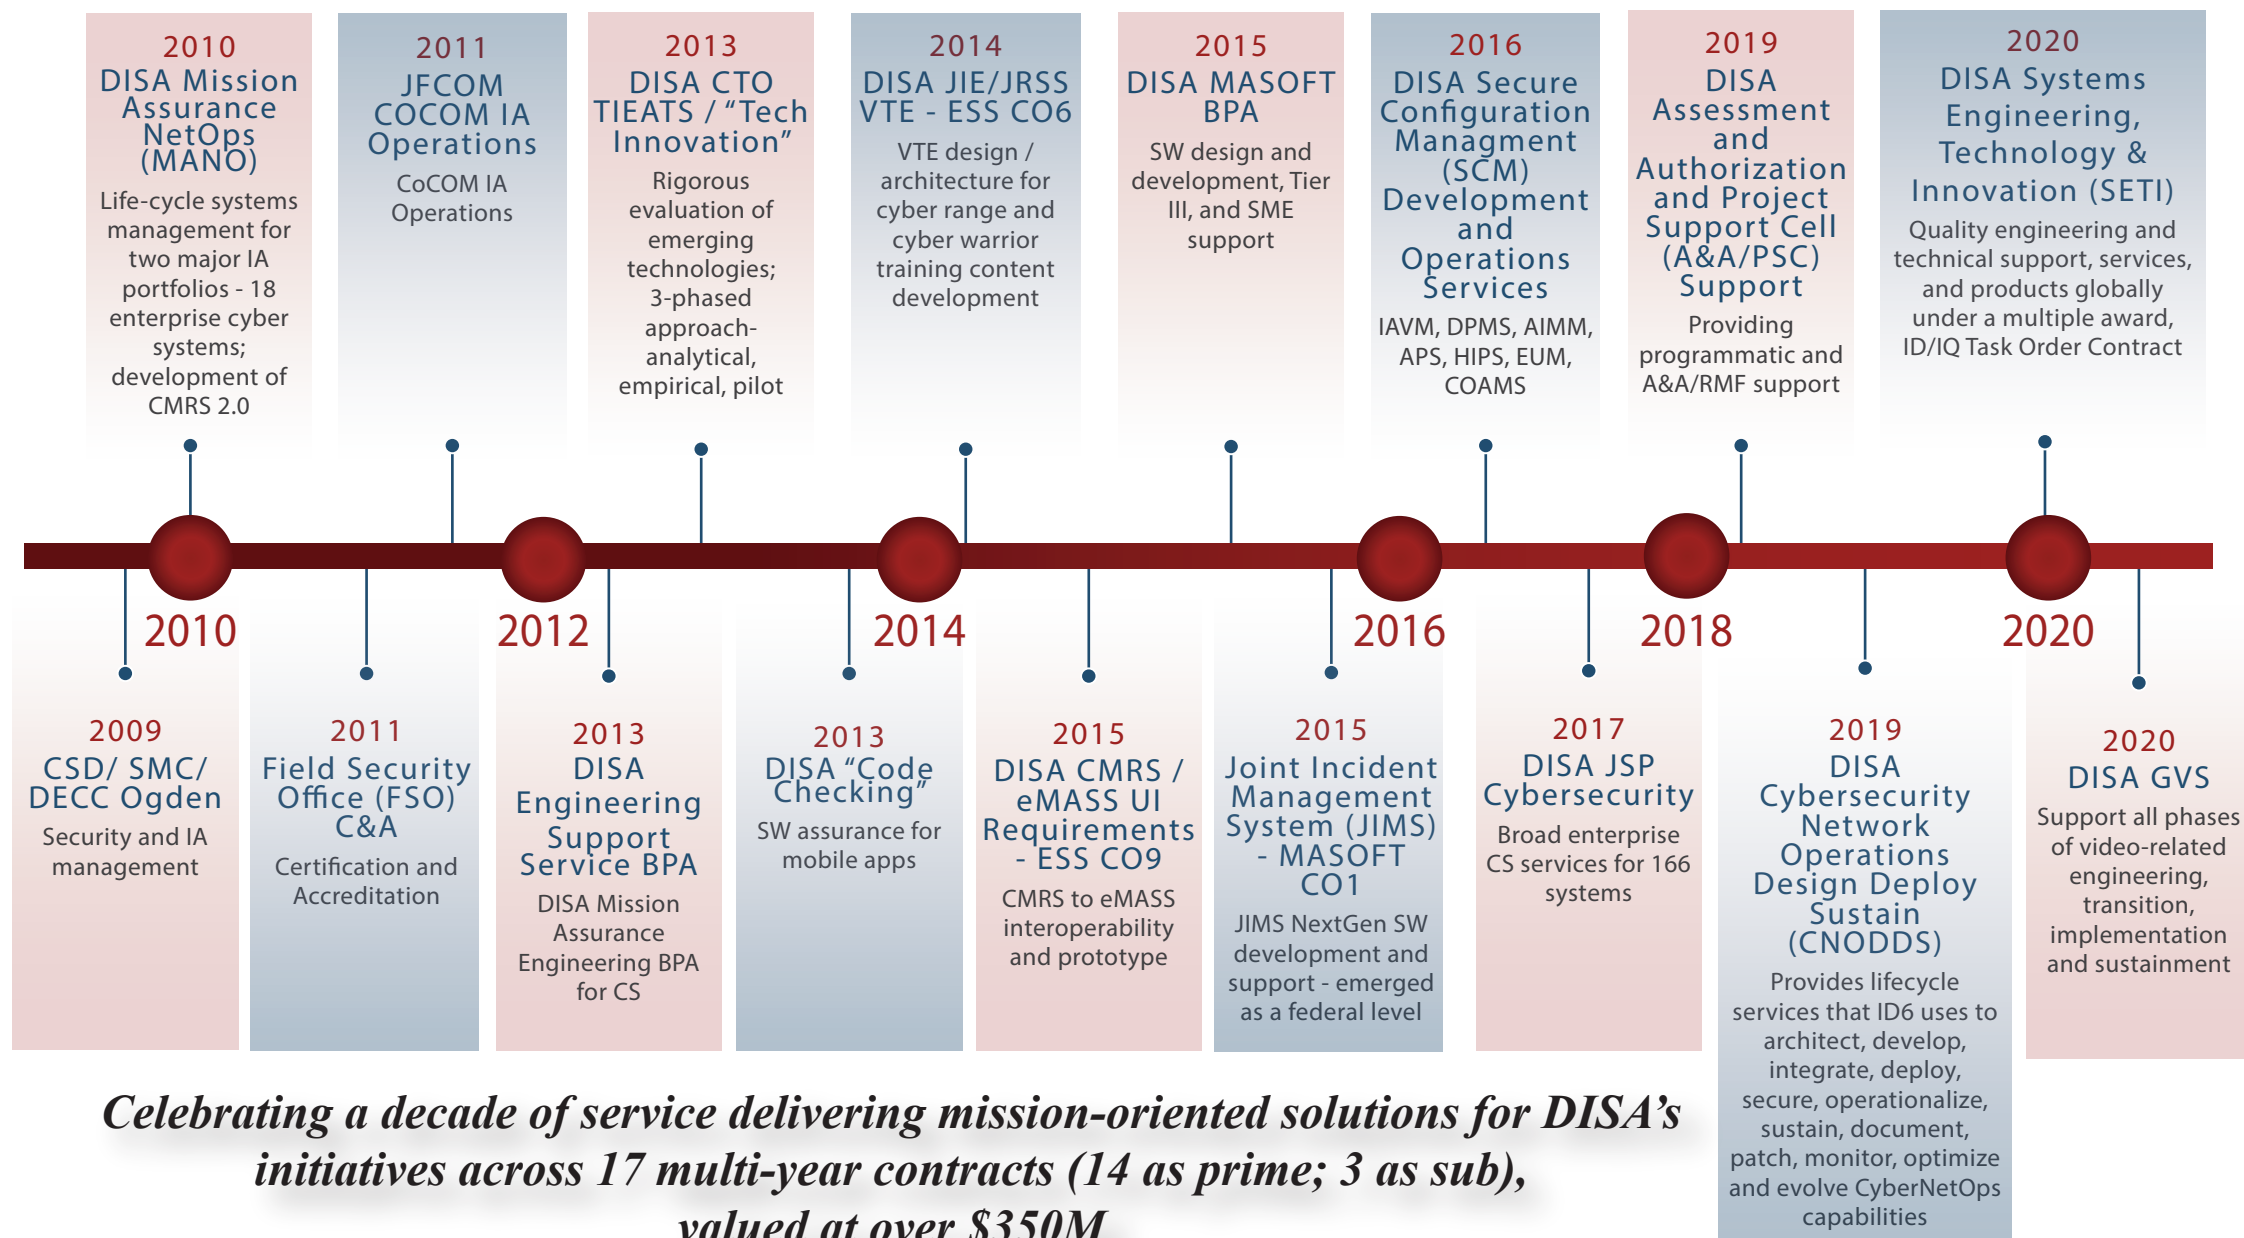 2010
DISA Mission
Assurance
NetOps
(MANO)
Life-cycle systems
management for
two major IA
portfolios - 18
enterprise cyber
systems;
development of
CMRS 2.0
2011
JFCOM
COCOM IA
Operations
CoCOM IA
Operations
2013
DISA CTO
TIEATS / “Tech
Innovation”
Rigorous
evaluation of
emerging
technologies;
3-phased
approach-
analytical,
empirical, pilot
2014
DISA JIE/JRSS
VTE - ESS CO6
VTE design /
architecture for
cyber range and
cyber warrior
training content
development
2015
DISA MASOFT
BPA
SW design and
development, Tier
III, and SME
support
2016
DISA Secure
Configuration
Managment
(SCM)
Development
and
Operations
Services
IAVM, DPMS, AIMM,
APS, HIPS, EUM,
COAMS
2019
DISA
Assessment
and
Authorization
and Project
Support Cell
(A&A/PSC)
Support
Providing
programmatic and
A&A/RMF support
2020
DISA Systems
Engineering,
Technology &
Innovation (SETI)
Quality engineering and
technical support, services,
and products globally
under a multiple award,
ID/IQ Task Order Contract
2010
2012
2014
2016
2018
2020
2009
CSD/ SMC/
DECC Ogden
Security and IA
management
2011
Field Security
Office (FSO)
C&A
Certification and
Accreditation
2013
DISA
Engineering
Support
Service BPA
DISA Mission
Assurance
Engineering BPA
for CS
2013
DISA “Code
Checking”
SW assurance for
mobile apps
2015
DISA CMRS /
eMASS UI
Requirements
- ESS CO9
CMRS to eMASS
interoperability
and prototype
2015
Joint Incident
Management
System (JIMS)
- MASOFT
CO1
JIMS NextGen SW
development and
support - emerged
as a federal level
2017
DISA JSP
Cybersecurity
Broad enterprise
CS services for 166
systems
2019
DISA
Cybersecurity
Network
Operations
Design Deploy
Sustain
(CNODDS)
Provides lifecycle
services that ID6 uses to
architect, develop,
integrate, deploy,
secure, operationalize,
sustain, document,
patch, monitor, optimize
and evolve CyberNetOps
capabilities
2020
DISA GVS
Support all phases
of video-related
engineering,
transition,
implementation
and sustainment
Celebrating a decade of service delivering mission-oriented solutions for DISA’s
initiatives across 17 multi-year contracts (14 as prime; 3 as sub),
valued at over $350M